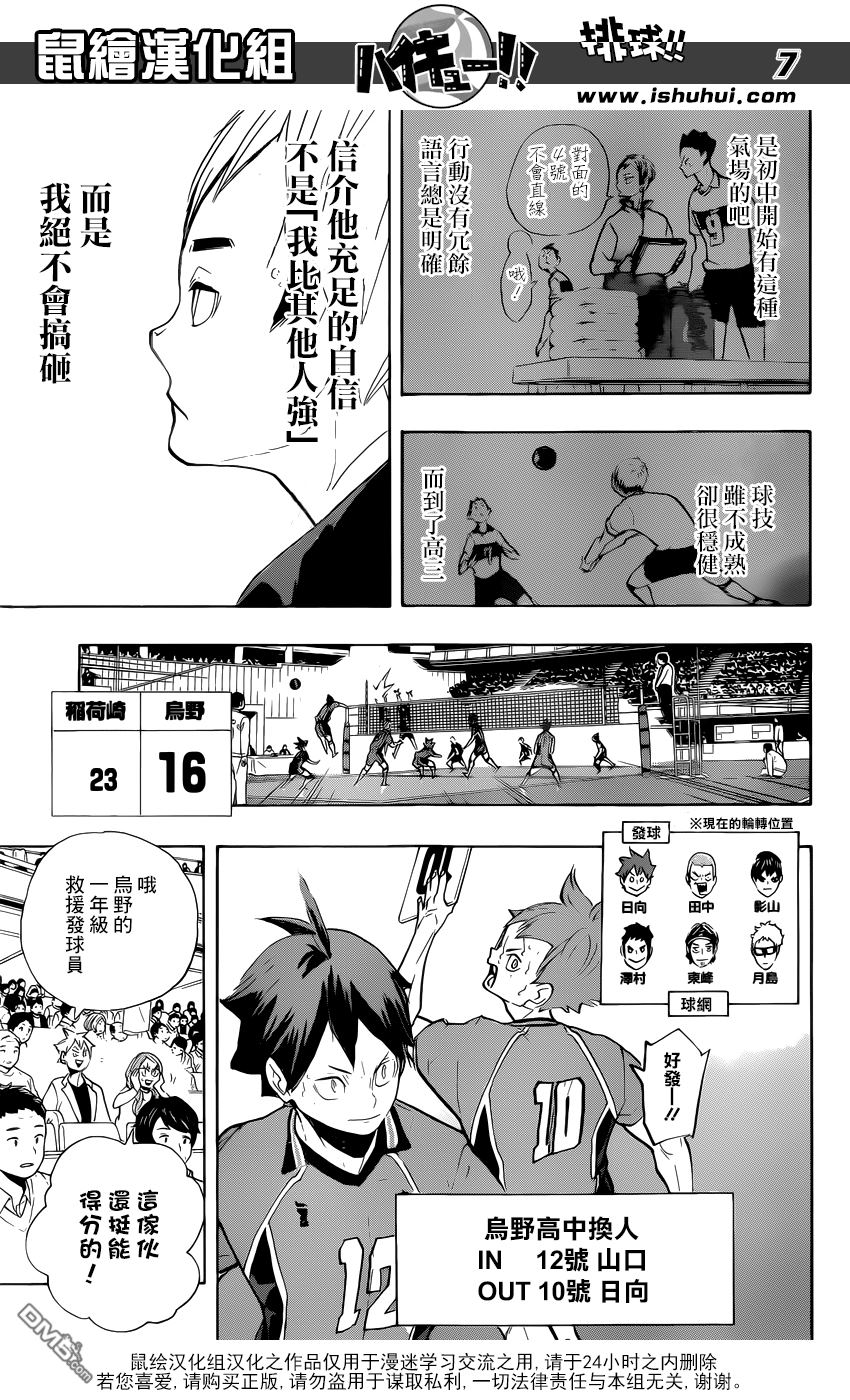 鼠繪漢化組
ハイキュー!!
排球!!
7
www.ishuhui.com
是初中開始有這種
氣場的吧
對面的
4號
不會直線
哦!
行動沒有冗餘
語言總是明確
信介他充足的自信
不是「我比其他人強」
而是
我絕不會搞砸
球技
雖不成熟
卻很穩健
而到了高三
稲荷崎 烏野
23 16
※現在的輪轉位置
發球
日向 田中 影山
澤村 東峰 月島
球網
好發——!!
10
12
烏野高中換人
IN 12號 山口
OUT 10號 日向
哦
烏野的
一年級
救援發球員
這傢伙
還挺能
得分的!
鼠绘汉化组汉化之作品仅用于漫迷学习交流之用, 请于24小时之内删除
若您喜爱, 请购买正版, 请勿滥用于谋取私利, 一切法律责任与本组无关, 谢谢。